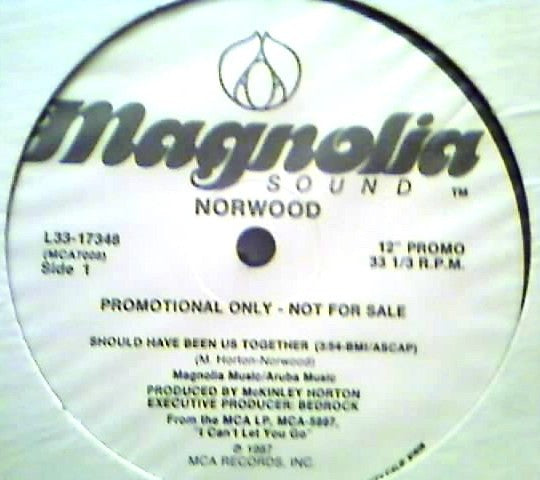 Magnolia
SOUND ™
NORWOOD
L33-17348
(MCA7008)
Side 1
12" PROMO
33 1/3 R.P.M.
PROMOTIONAL ONLY - NOT FOR SALE
SHOULD HAVE BEEN US TOGETHER (3:54-BMI/ASCAP)
(M. Horton-Norwood)
Magnolia Music/Aruba Music
PRODUCED BY McKINLEY HORTON
EXECUTIVE PRODUCER: BEDROCK
From the MCA LP, MCA-5997,
"I Can't Let You Go"
℗ 1987
MCA RECORDS, INC.